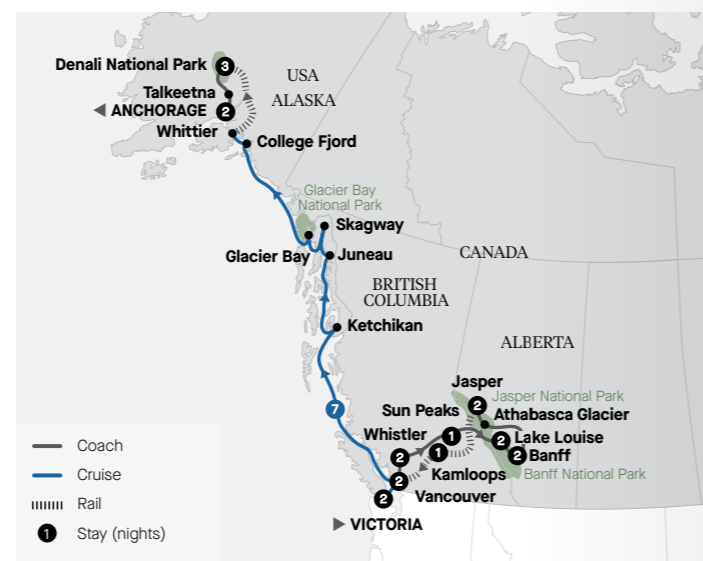 Denali National Park
3
USA
ALASKA
Talkeetna
ANCHORAGE
2
Whittier
College Fjord
Glacier Bay
National Park
Skagway
Glacier Bay
Juneau
CANADA
BRITISH
COLUMBIA
Ketchikan
ALBERTA
Jasper
2
Jasper National Park
7
Sun Peaks
Athabasca Glacier
Whistler
1
2
Lake Louise
2
1
2
Banff
Kamloops
Banff National Park
2
Vancouver
2
VICTORIA
Coach
Cruise
Rail
1
Stay (nights)